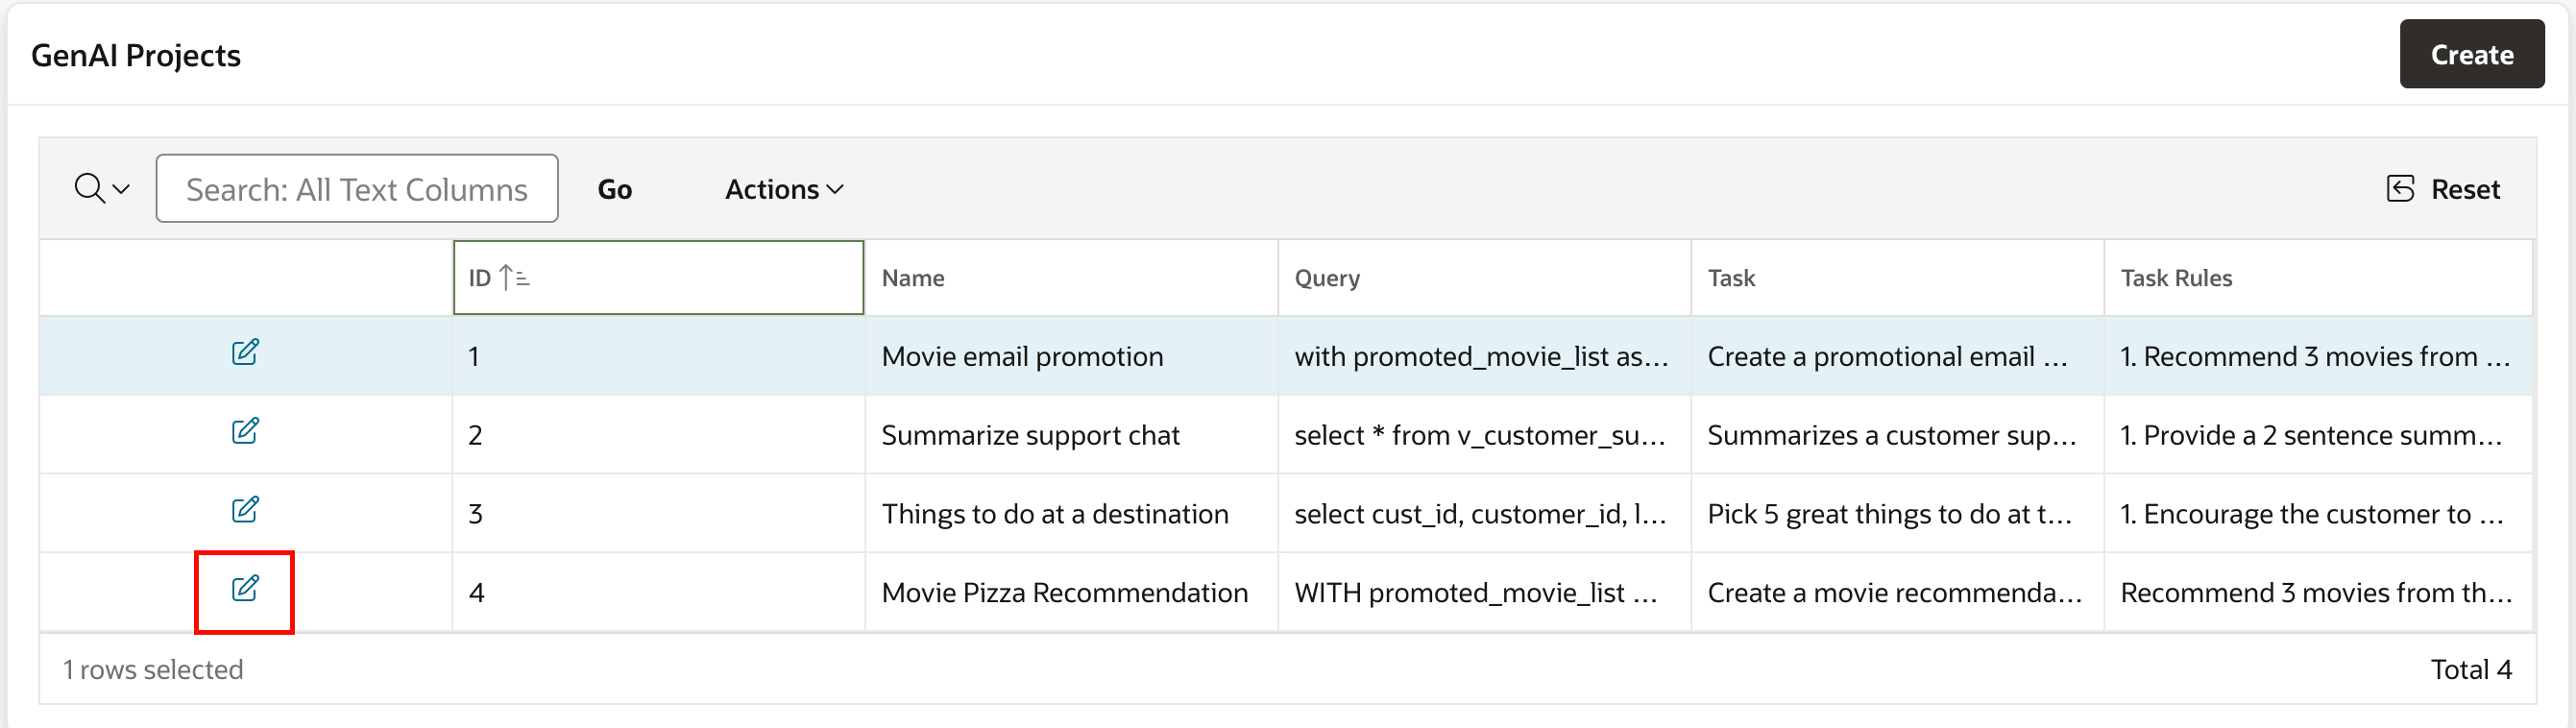 GenAI Projects
Create
Search: All Text Columns
Go
Actions
Reset
ID
Name
Query
Task
Task Rules
1
Movie email promotion
with promoted_movie_list as...
Create a promotional email ...
1. Recommend 3 movies from ...
2
Summarize support chat
select * from v_customer_su...
Summarizes a customer sup...
1. Provide a 2 sentence summ...
3
Things to do at a destination
select cust_id, customer_id, l...
Pick 5 great things to do at t...
1. Encourage the customer to ...
4
Movie Pizza Recommendation
WITH promoted_movie_list ...
Create a movie recommenda...
Recommend 3 movies from th...
1 rows selected
Total 4